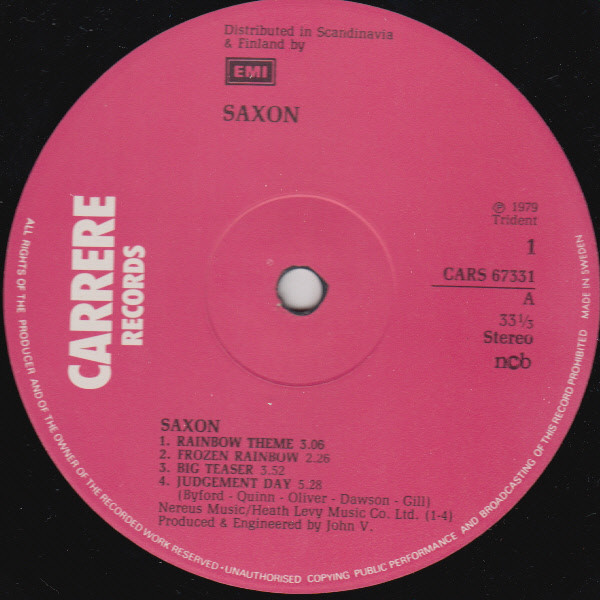 Distributed in Scandinavia
& Finland by
EMI
SAXON
℗ 1979
Trident
1
CARS 67331
A
33⅓
Stereo
ncb
CARRERE
RECORDS
SAXON
1. RAINBOW THEME 3.06
2. FROZEN RAINBOW 2.26
3. BIG TEASER 3.52
4. JUDGEMENT DAY 5.28
(Byford - Quinn - Oliver - Dawson - Gill)
Nereus Music/Heath Levy Music Co. Ltd. (1-4)
Produced & Engineered by John V.
ALL RIGHTS OF THE PRODUCER AND OF THE OWNER OF THE RECORDED WORK RESERVED · UNAUTHORISED COPYING PUBLIC PERFORMANCE AND BROADCASTING OF THIS RECORD PROHIBITED MADE IN SWEDEN